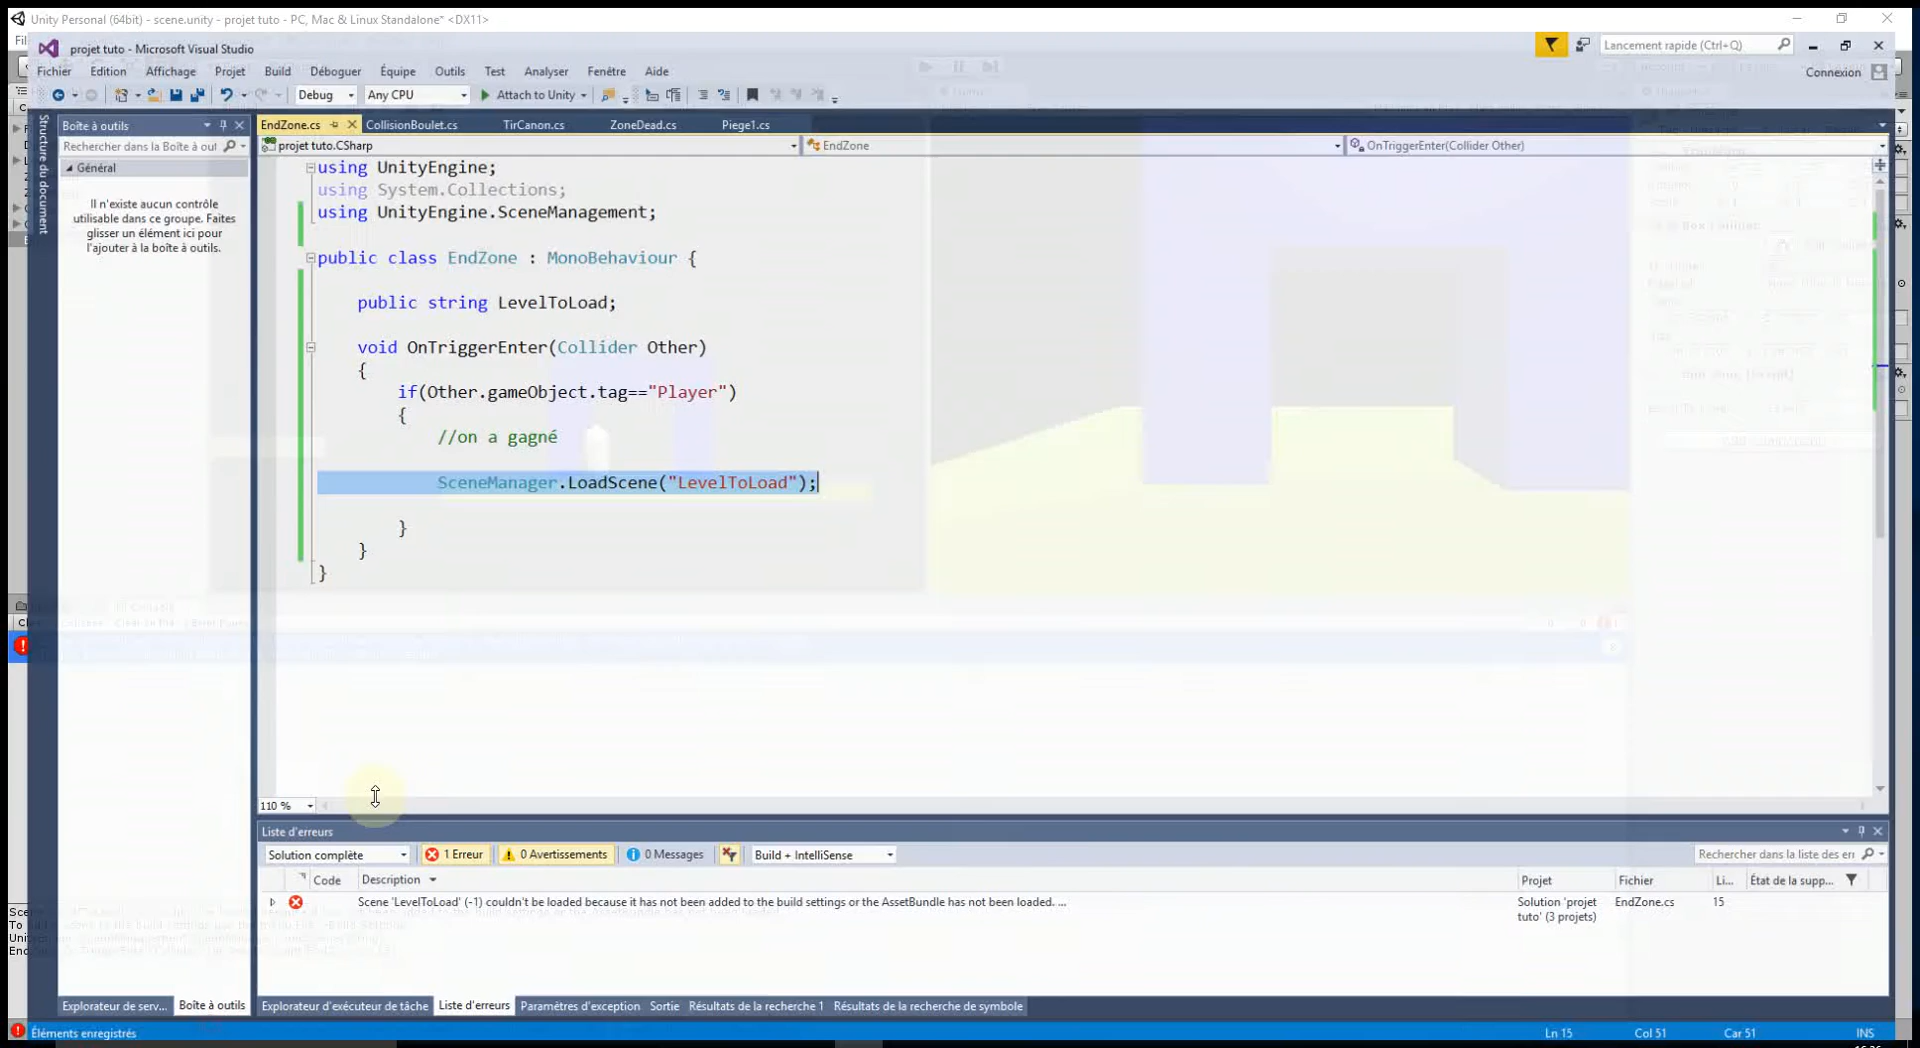 Unity Personal (64bit) - scene.unity - projet tuto - PC, Mac & Linux Standalone* <DX11>
projet tuto - Microsoft Visual Studio
Lancement rapide (Ctrl+Q)
Fichier Edition Affichage Projet Build Déboguer Équipe Outils Test Analyser Fenêtre Aide
Connexion
Debug Any CPU Attach to Unity
Structure du document
Boîte à outils
Rechercher dans la Boîte à outi
Général
Il n'existe aucun contrôle
utilisable dans ce groupe. Faites
glisser un élément ici pour
l'ajouter à la boîte à outils.
EndZone.cs CollisionBoulet.cs TirCanon.cs ZoneDead.cs Piege1.cs
projet tuto.CSharp EndZone OnTriggerEnter(Collider Other)
using UnityEngine;
using System.Collections;
using UnityEngine.SceneManagement;
public class EndZone : MonoBehaviour {
public string LevelToLoad;
void OnTriggerEnter(Collider Other)
{
if(Other.gameObject.tag=="Player")
{
//on a gagné
SceneManager.LoadScene("LevelToLoad");
}
}
}
110 %
Liste d'erreurs
Solution complète 1 Erreur 0 Avertissements 0 Messages Build + IntelliSense
Rechercher dans la liste des err
Code Description Projet Fichier Li... État de la supp...
Scene 'LevelToLoad' (-1) couldn't be loaded because it has not been added to the build settings or the AssetBundle has not been loaded. ...
Solution 'projet
tuto' (3 projets)
EndZone.cs 15
Explorateur de serv... Boîte à outils
Explorateur d'exécuteur de tâche Liste d'erreurs Paramètres d'exception Sortie Résultats de la recherche 1 Résultats de la recherche de symbole
Éléments enregistrés
Ln 15 Col 51 Car 51 INS